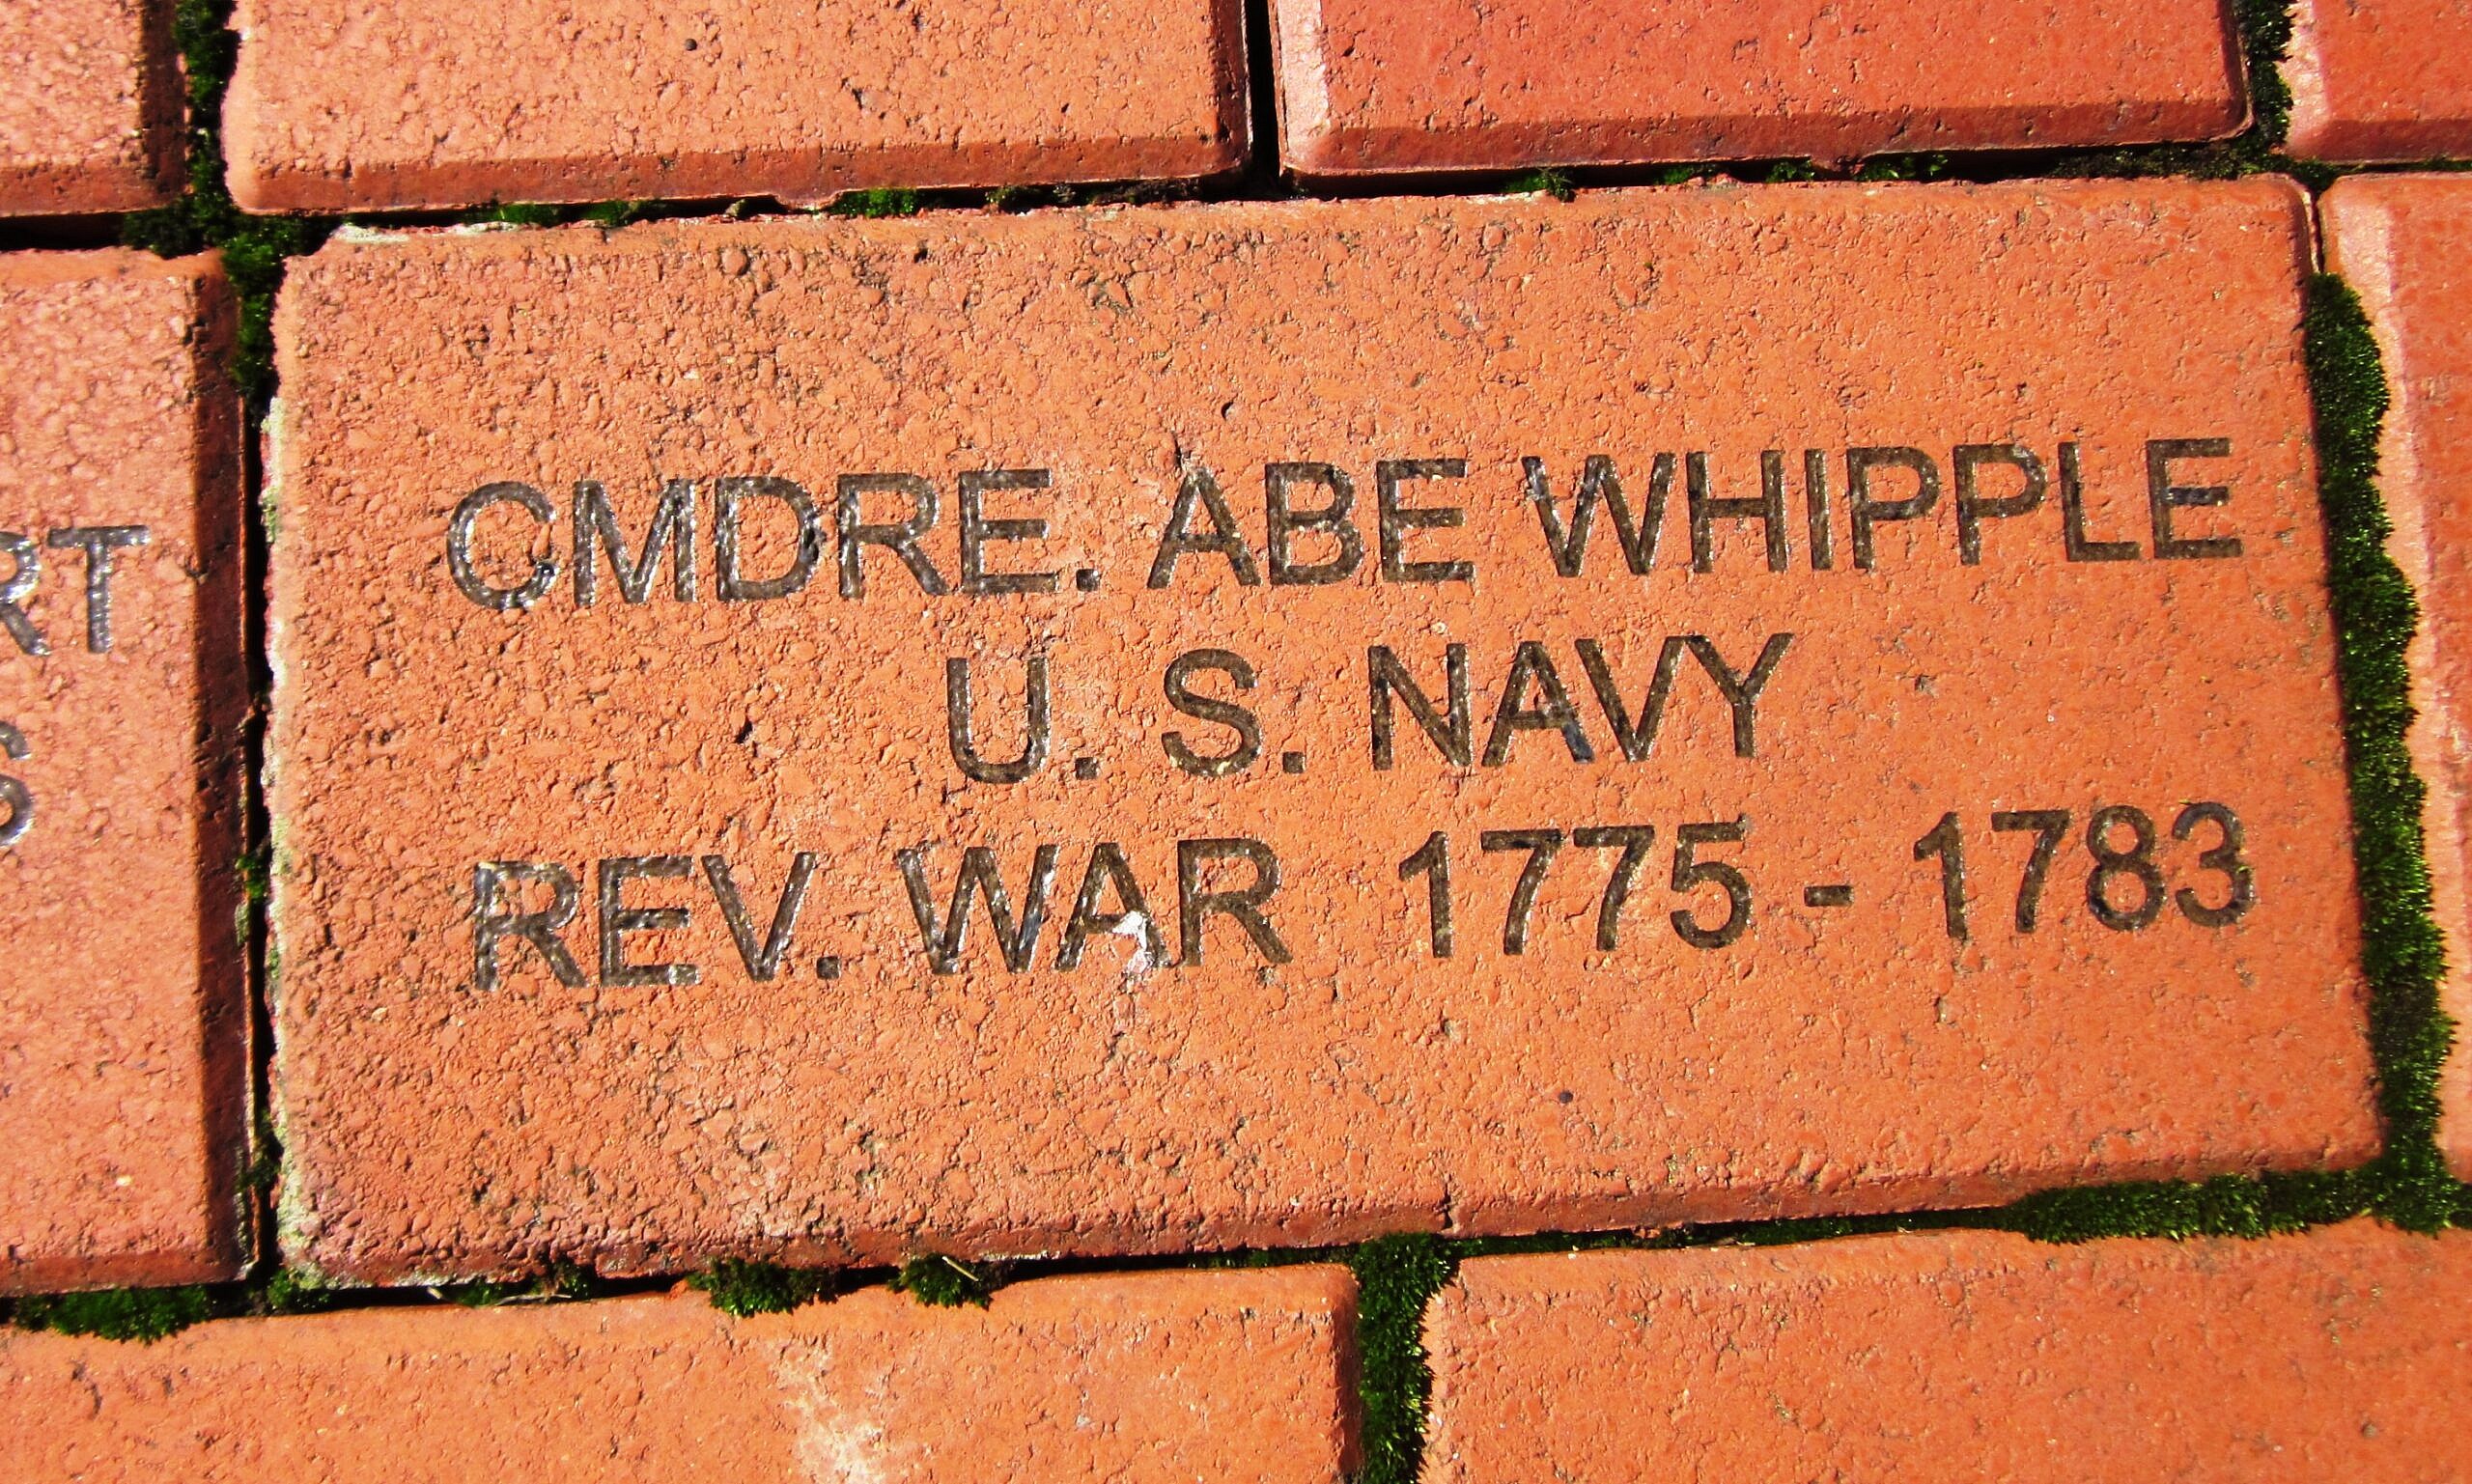 CMDRE. ABE WHIPPLE
U. S. NAVY
REV. WAR 1775 - 1783